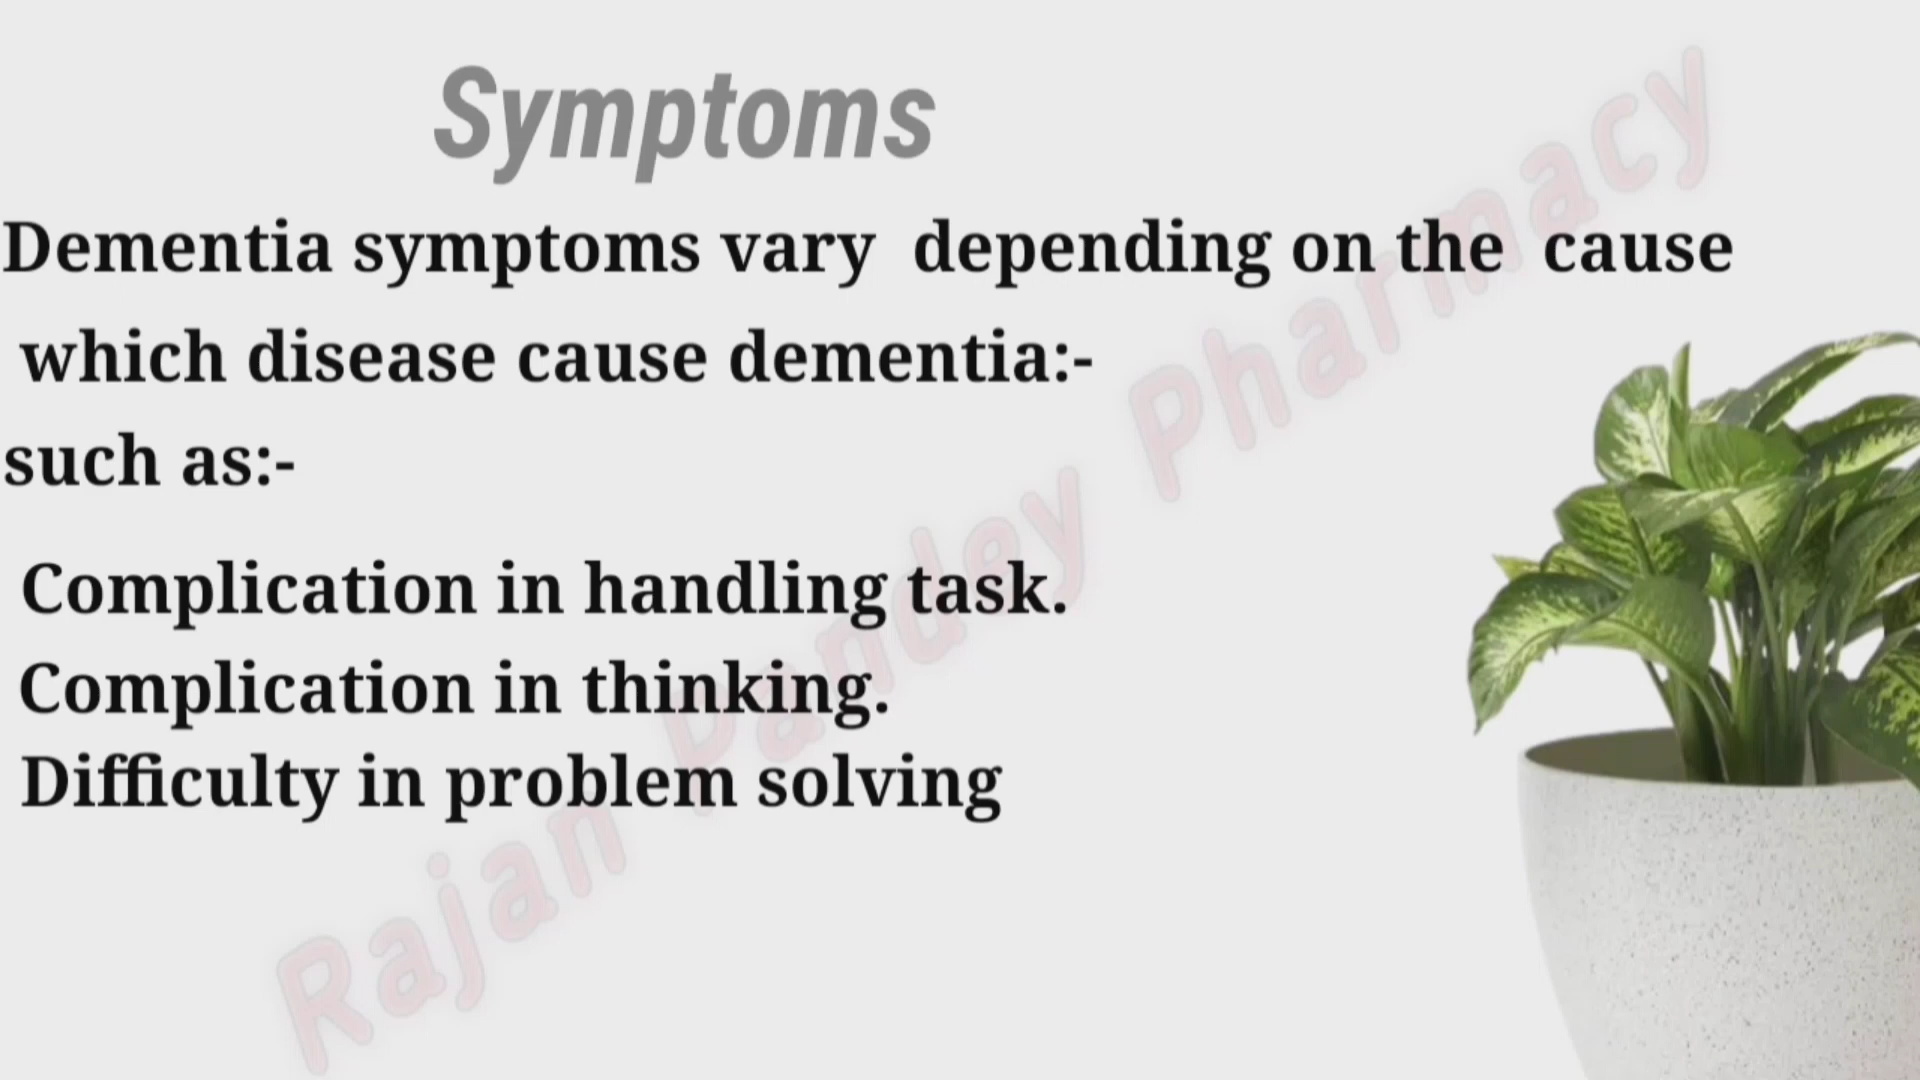 Symptoms
Dementia symptoms vary depending on the cause
which disease cause dementia:-
such as:-
Complication in handling task.
Complication in thinking.
Difficulty in problem solving
Rajan Pandey Pharmacy